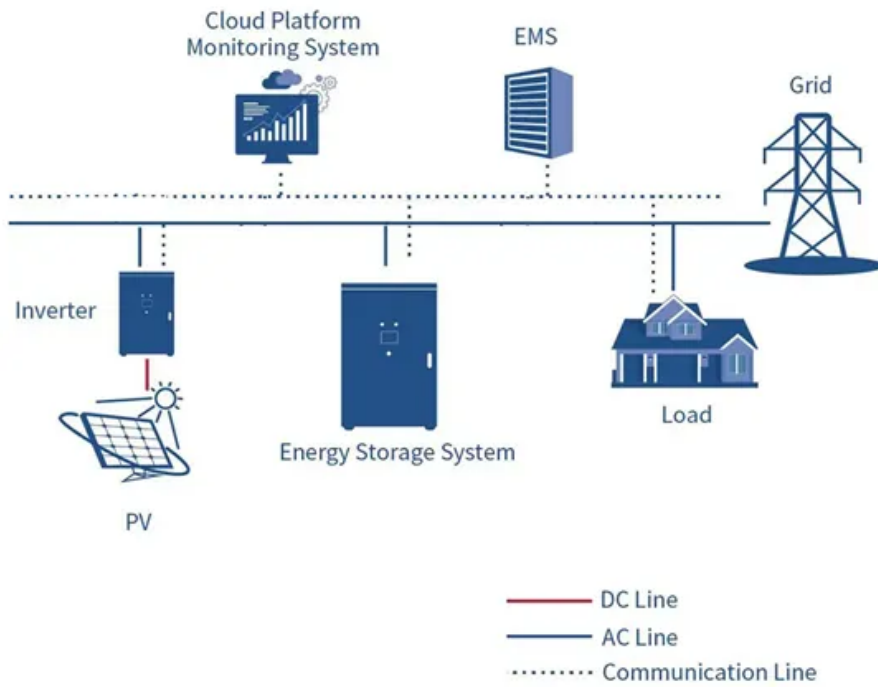 Cloud Platform
Monitoring System
EMS
Grid
Inverter
Load
Energy Storage System
PV
DC Line
AC Line
Communication Line